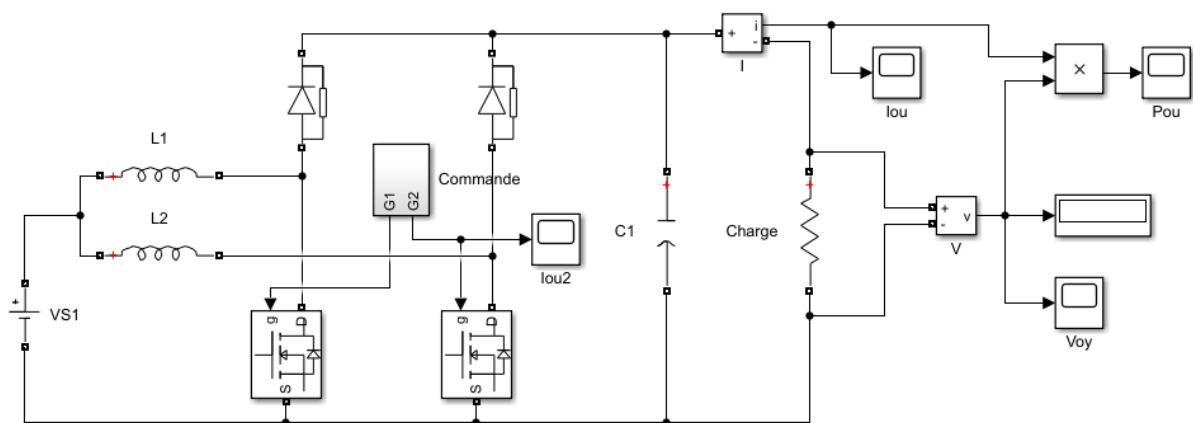 +
i
-
I
Iou
×
Pou
L1
Commande
G1
G2
L2
Iou2
C1
Charge
+
-
v
V
Voy
+
VS1
g
D
S
g
D
S